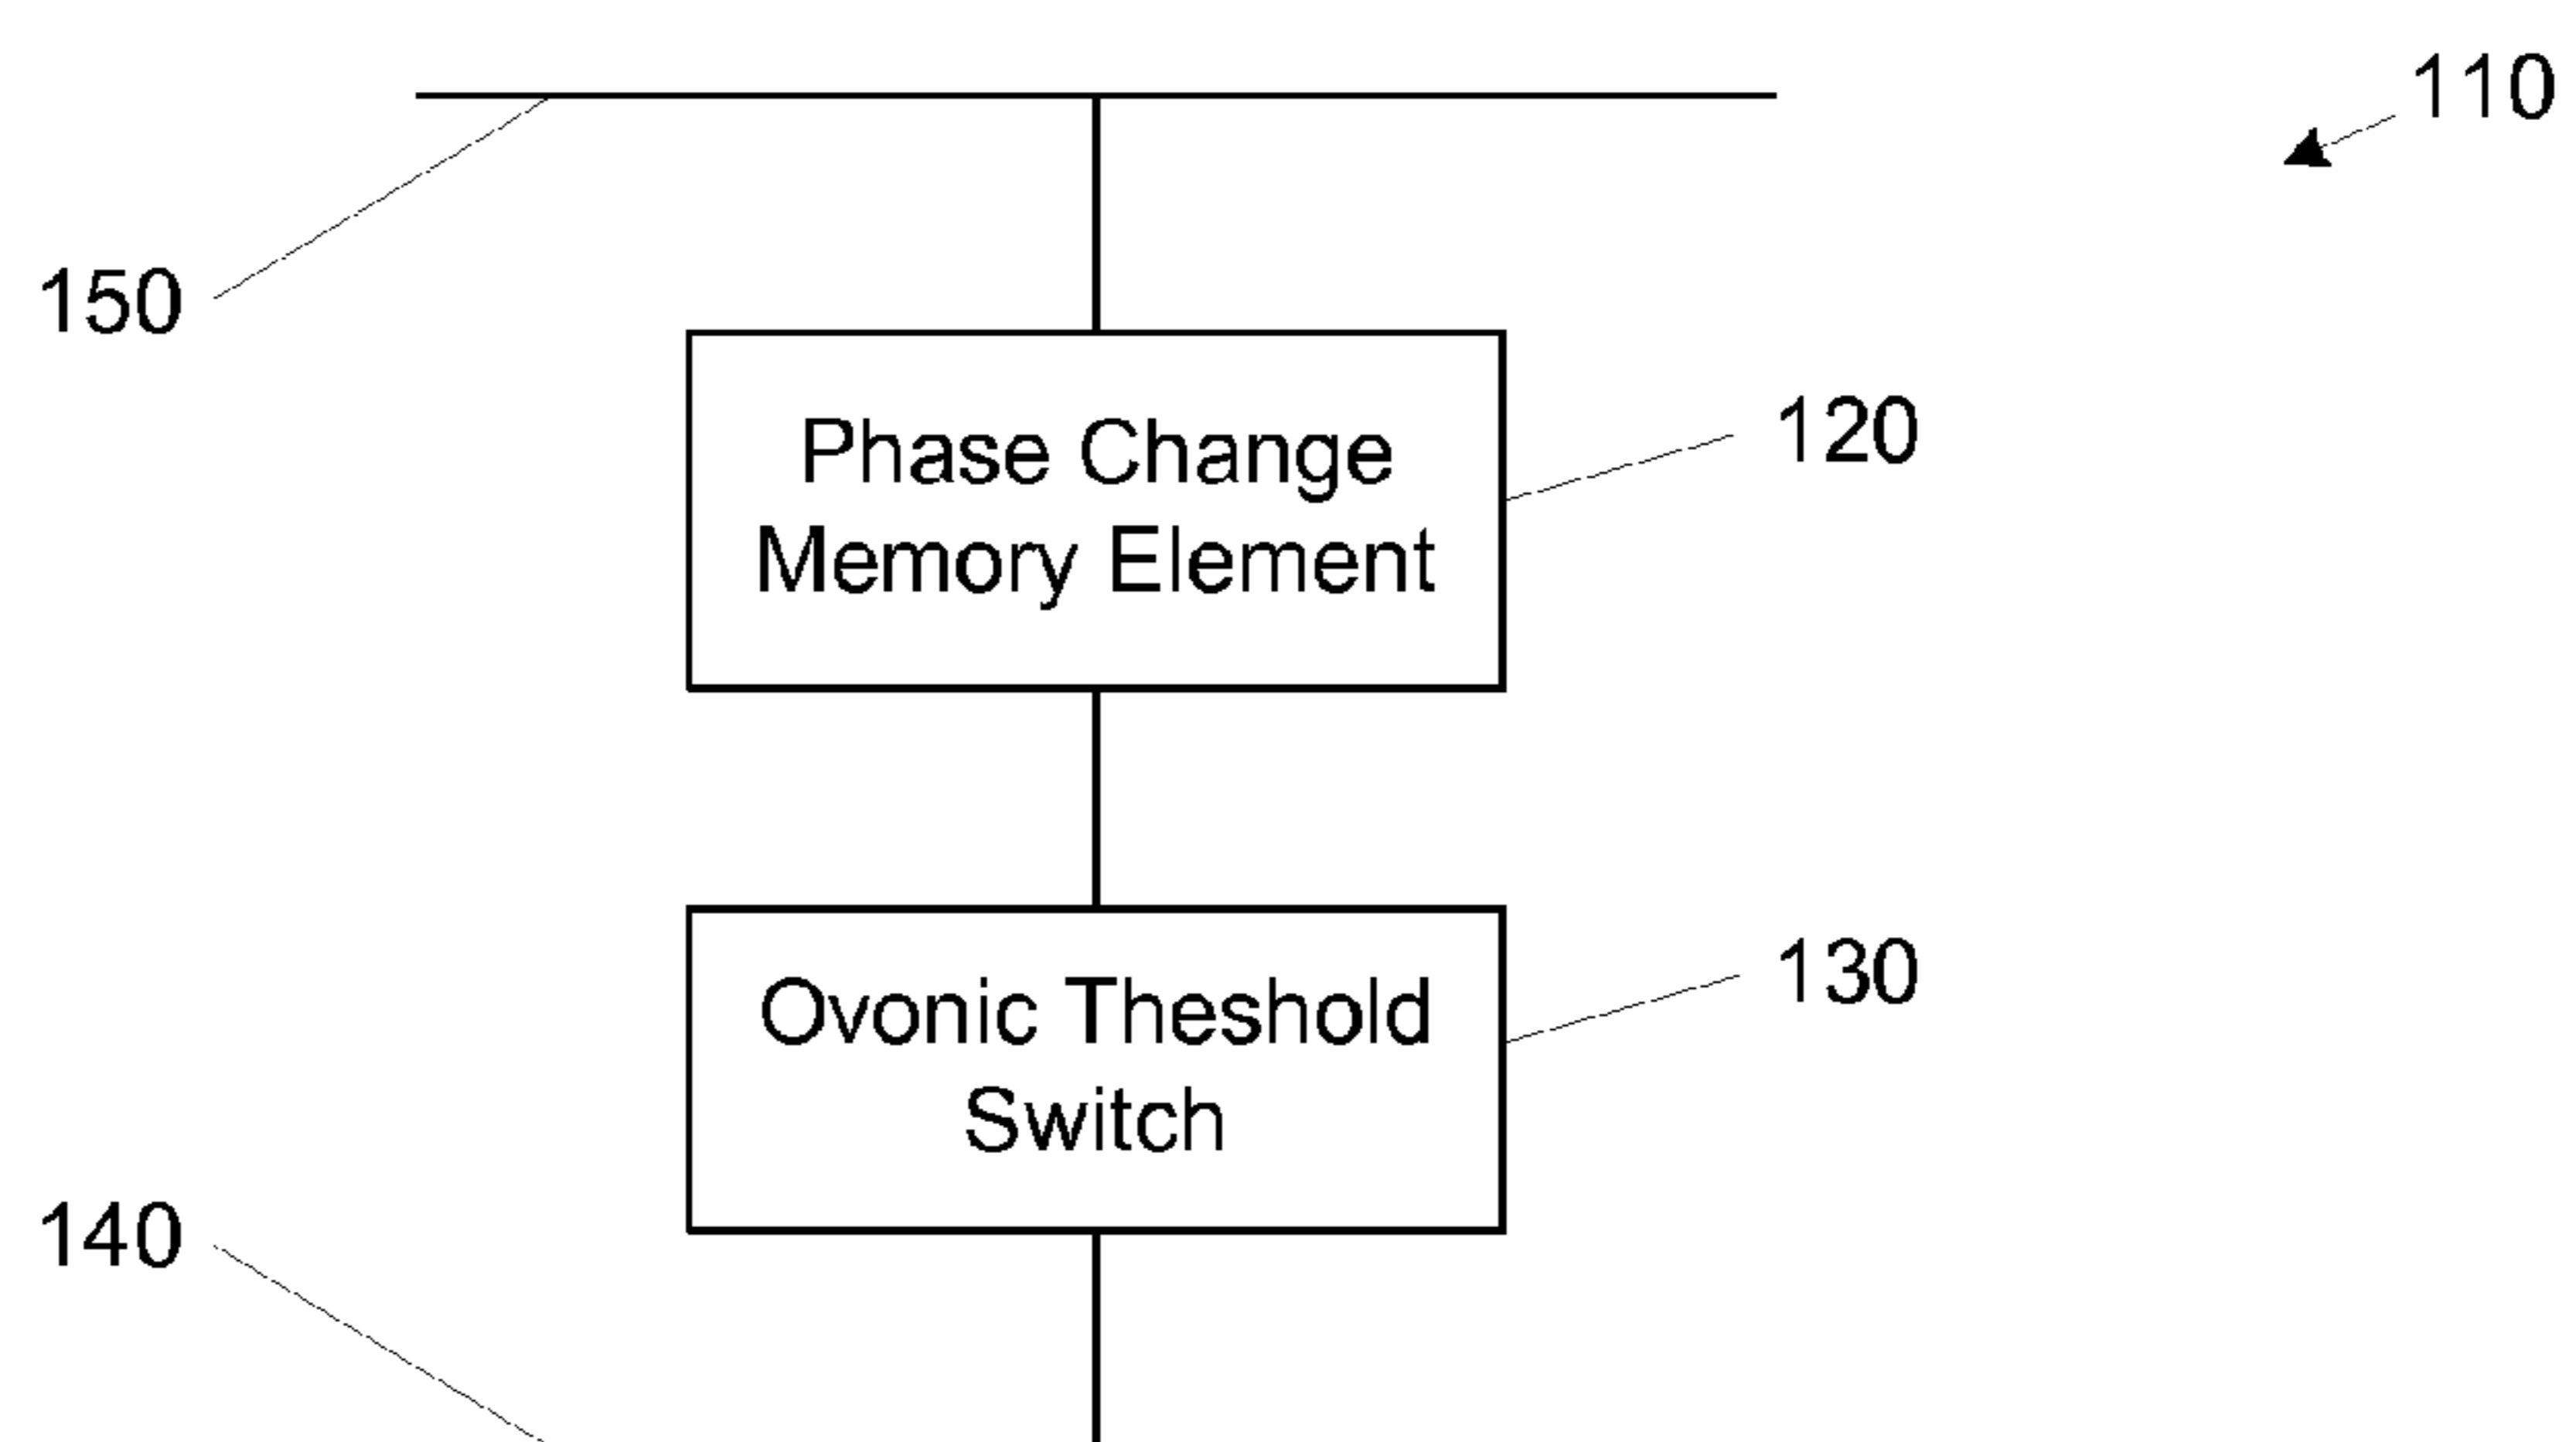 110
150
Phase Change
Memory Element
120
Ovonic Theshold
Switch
130
140